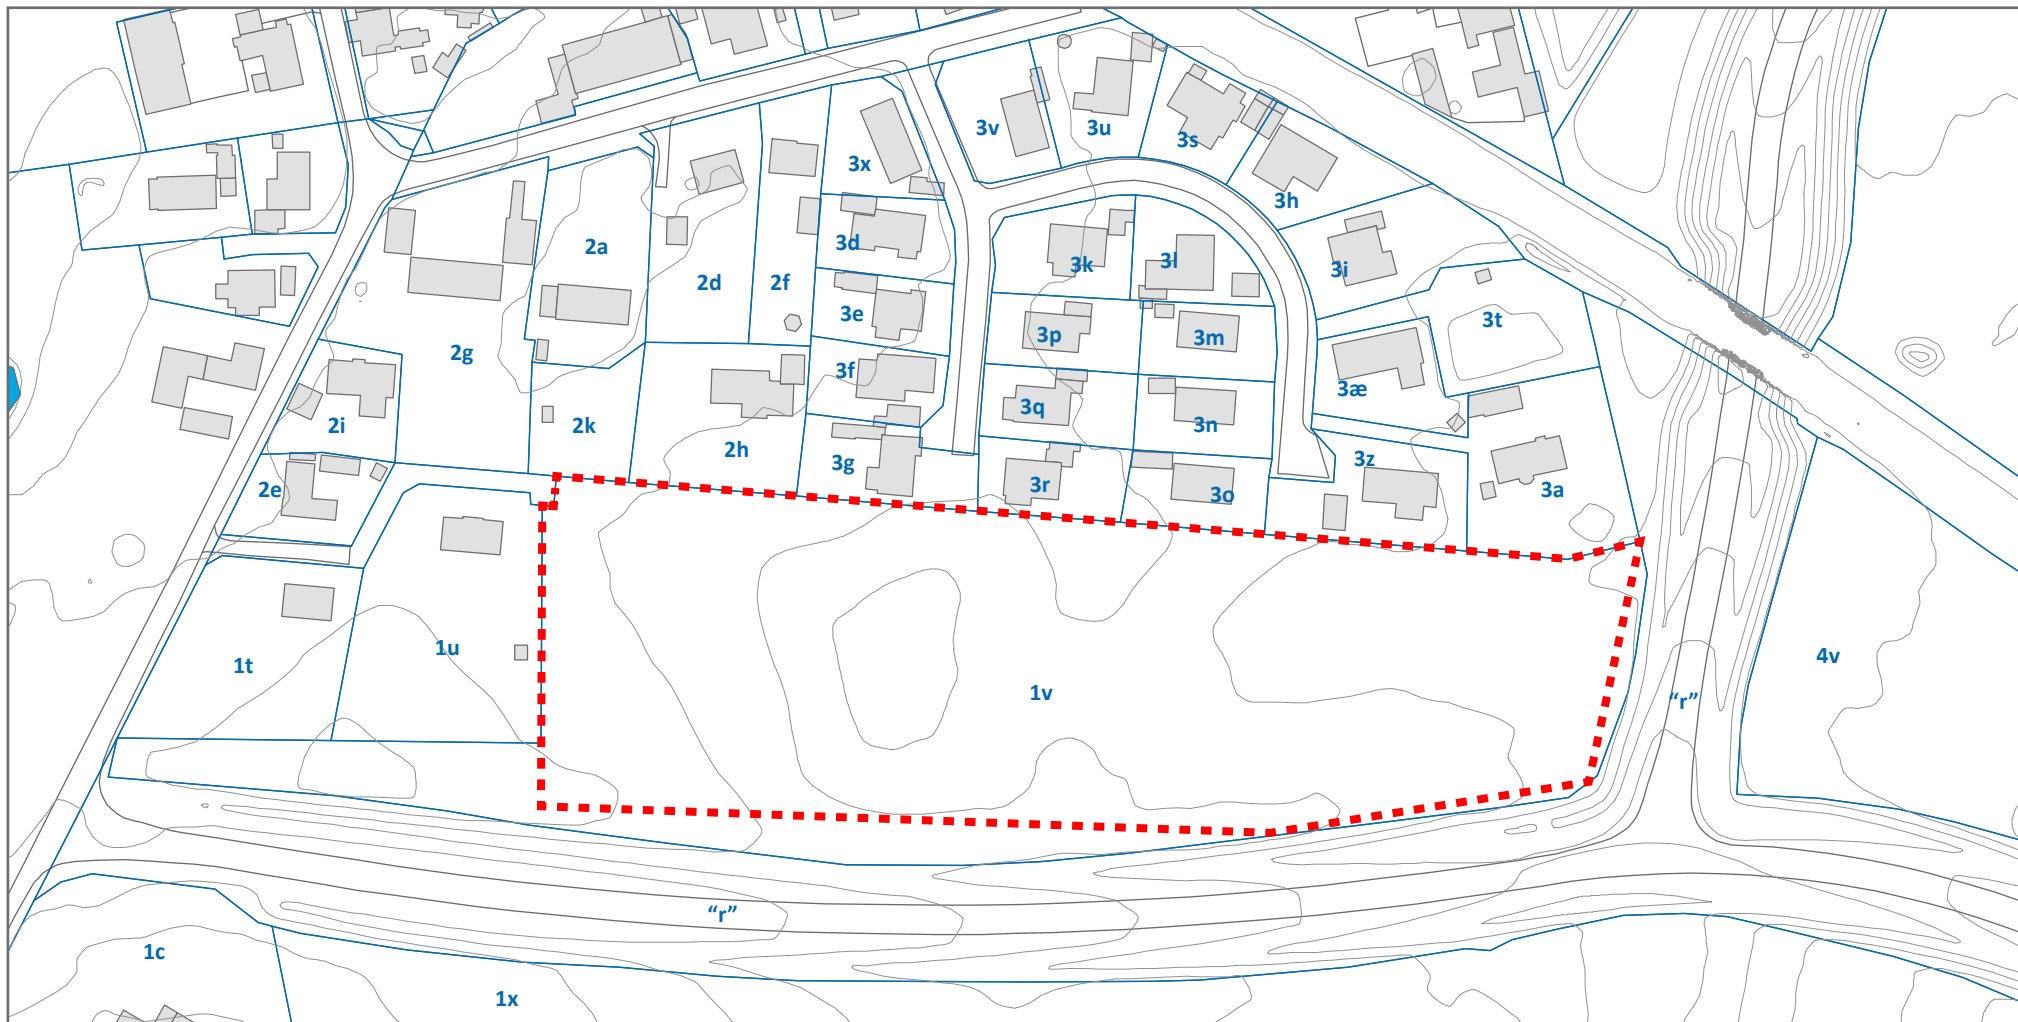 3v
3u
3s
3x
3h
2a
3d
3k
3l
3i
2d
2f
3e
3t
3p
3m
2g
3f
3æ
3q
2i
2k
3n
2h
3g
3z
2e
3r
3o
3a
1u
1t
4v
1v
“r”
“r”
1c
1x